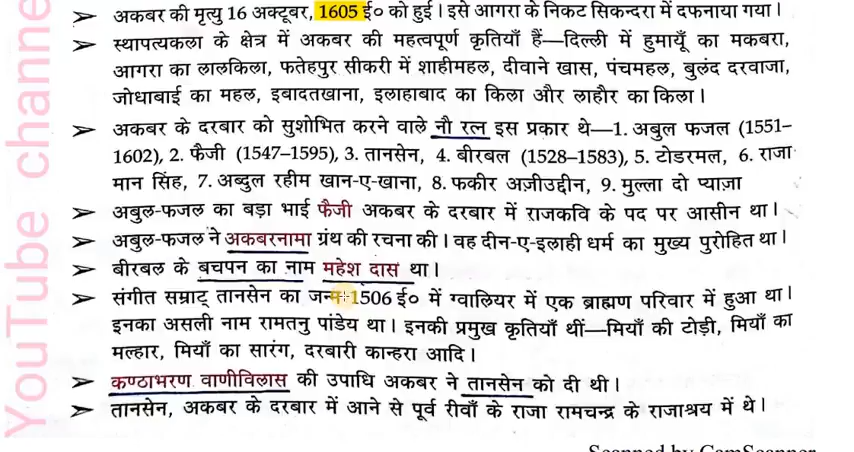 ➢ अकबर की मृत्यु 16 अक्टूबर, 1605 ई० को हुई। इसे आगरा के निकट सिकन्दरा में दफनाया गया।
➢ स्थापत्यकला के क्षेत्र में अकबर की महत्वपूर्ण कृतियाँ हैं—दिल्ली में हुमायूँ का मकबरा,
आगरा का लालकिला, फतेहपुर सीकरी में शाहीमहल, दीवाने खास, पंचमहल, बुलंद दरवाजा,
जोधाबाई का महल, इबादतखाना, इलाहाबाद का किला और लाहौर का किला।
➢ अकबर के दरबार को सुशोभित करने वाले नौ रत्न इस प्रकार थे—1. अबुल फजल (1551–
1602), 2. फैजी (1547–1595), 3. तानसेन, 4. बीरबल (1528–1583), 5. टोडरमल, 6. राजा
मान सिंह, 7. अब्दुल रहीम खान-ए-खाना, 8. फकीर अज़ीउद्दीन, 9. मुल्ला दो प्याज़ा
➢ अबुल-फजल का बड़ा भाई फैजी अकबर के दरबार में राजकवि के पद पर आसीन था।
➢ अबुल-फजल ने अकबरनामा ग्रंथ की रचना की। वह दीन-ए-इलाही धर्म का मुख्य पुरोहित था।
➢ बीरबल के बचपन का नाम महेश दास था।
➢ संगीत सम्राट् तानसेन का जन्म 1506 ई० में ग्वालियर में एक ब्राह्मण परिवार में हुआ था।
इनका असली नाम रामतनु पांडेय था। इनकी प्रमुख कृतियाँ थीं—मियाँ की टोड़ी, मियाँ का
मल्हार, मियाँ का सारंग, दरबारी कान्हरा आदि।
➢ कण्ठाभरण वाणीविलास की उपाधि अकबर ने तानसेन को दी थी।
➢ तानसेन, अकबर के दरबार में आने से पूर्व रीवाँ के राजा रामचन्द्र के राजाश्रय में थे।
Scanned by CamScanner
YouTube channe